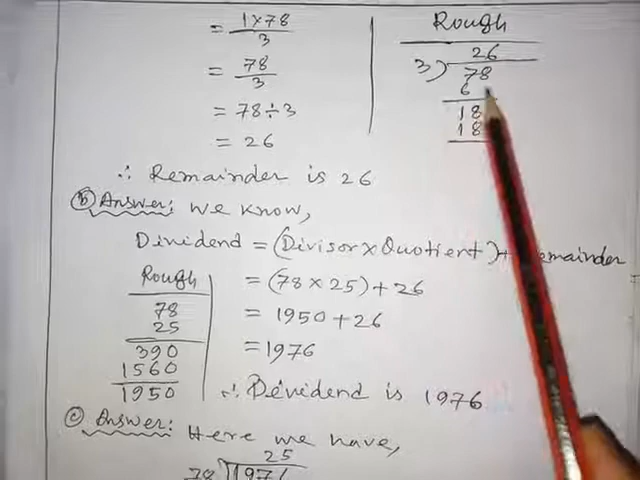 = 1×78/3
= 78/3
= 78÷3
= 26
Rough
26
3) 78
6
18
18
∴ Remainder is 26
(b) Answer: We know,
Dividend = (Divisor × Quotient) + Remainder
= (78 × 25) + 26
= 1950 + 26
= 1976
∴ Dividend is 1976
Rough
78
25
390
1560
1950
(c) Answer: Here we have,
25
78) 1976